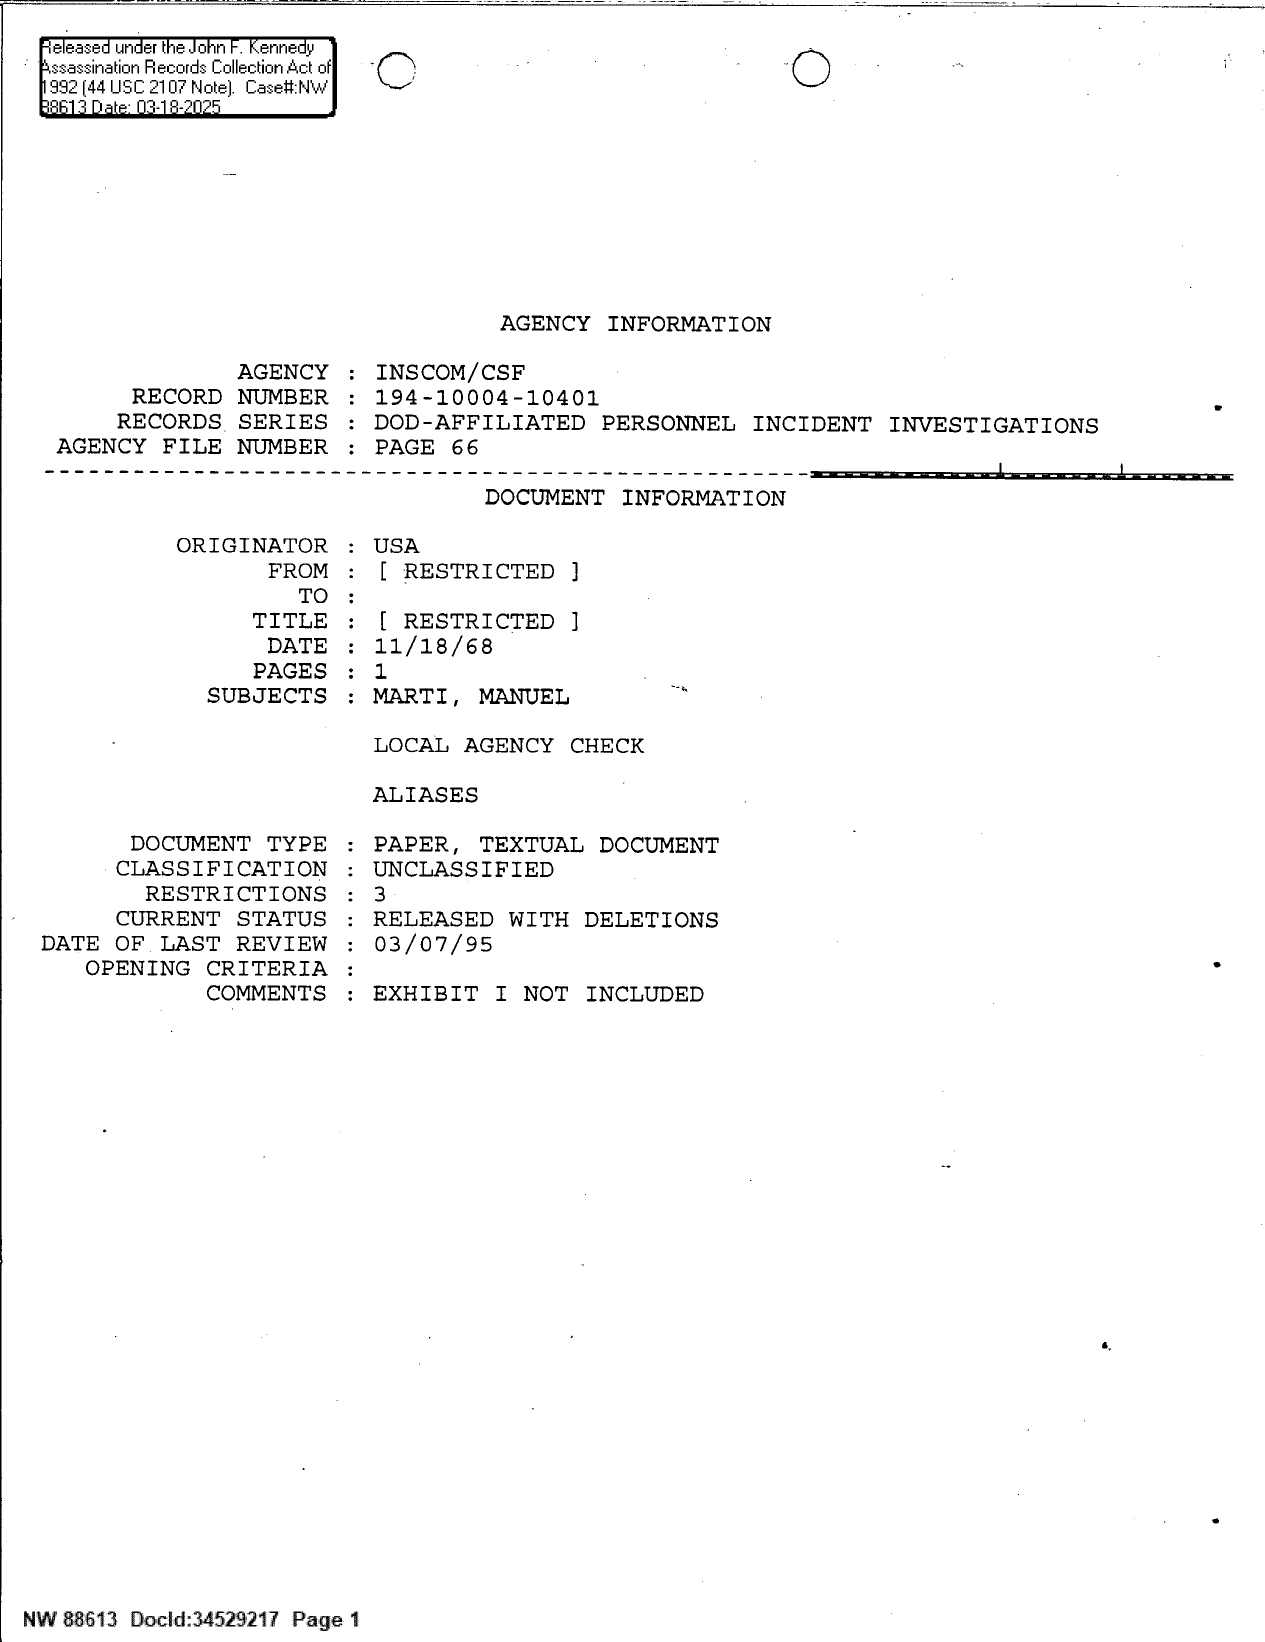 Released under the John F. Kennedy
Assassination Records Collection Act of
1992 (44 USC 2107 Note). Case#:NW
88613 Date: 03-18-2025
AGENCY INFORMATION
AGENCY : INSCOM/CSF
RECORD NUMBER : 194-10004-10401
RECORDS SERIES : DOD-AFFILIATED PERSONNEL INCIDENT INVESTIGATIONS
AGENCY FILE NUMBER : PAGE 66
DOCUMENT INFORMATION
ORIGINATOR : USA
FROM : [ RESTRICTED ]
TO :
TITLE : [ RESTRICTED ]
DATE : 11/18/68
PAGES : 1
SUBJECTS : MARTI, MANUEL
LOCAL AGENCY CHECK
ALIASES
DOCUMENT TYPE : PAPER, TEXTUAL DOCUMENT
CLASSIFICATION : UNCLASSIFIED
RESTRICTIONS : 3
CURRENT STATUS : RELEASED WITH DELETIONS
DATE OF LAST REVIEW : 03/07/95
OPENING CRITERIA :
COMMENTS : EXHIBIT I NOT INCLUDED
NW 88613 DocId:34529217 Page 1